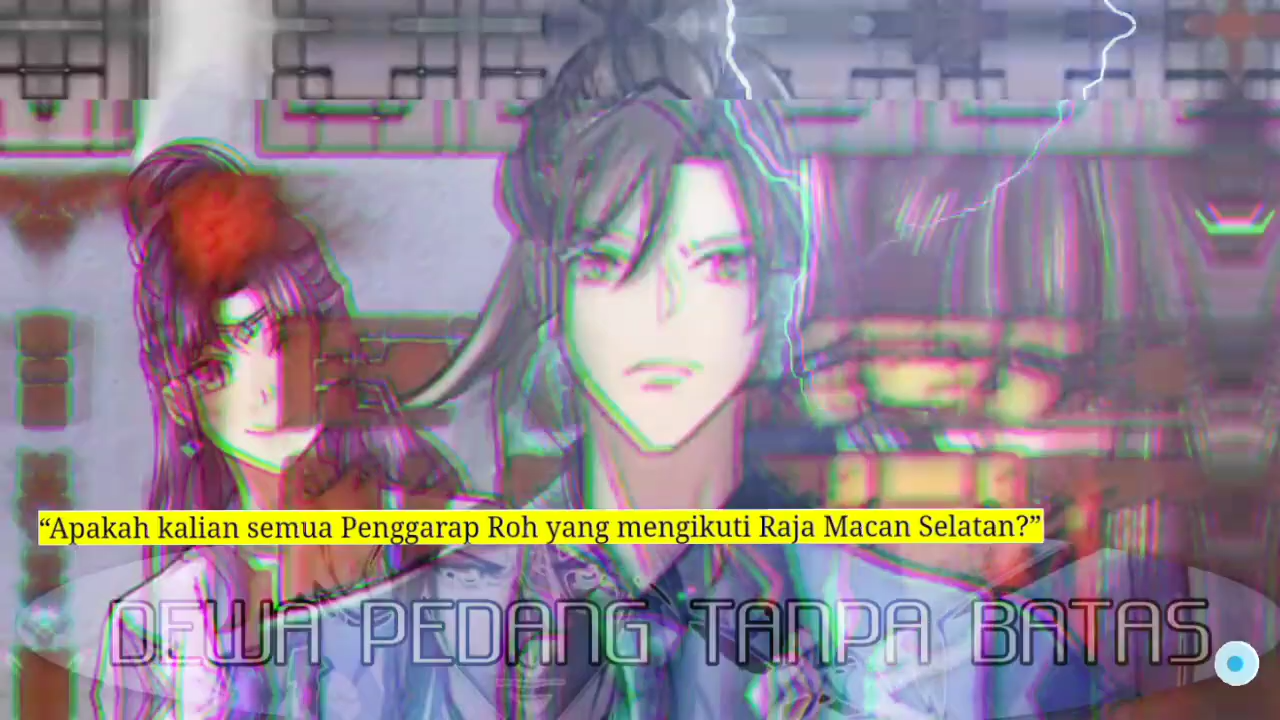 “Apakah kalian semua Penggarap Roh yang mengikuti Raja Macan Selatan?”
DEWA PEDANG TANPA BATAS